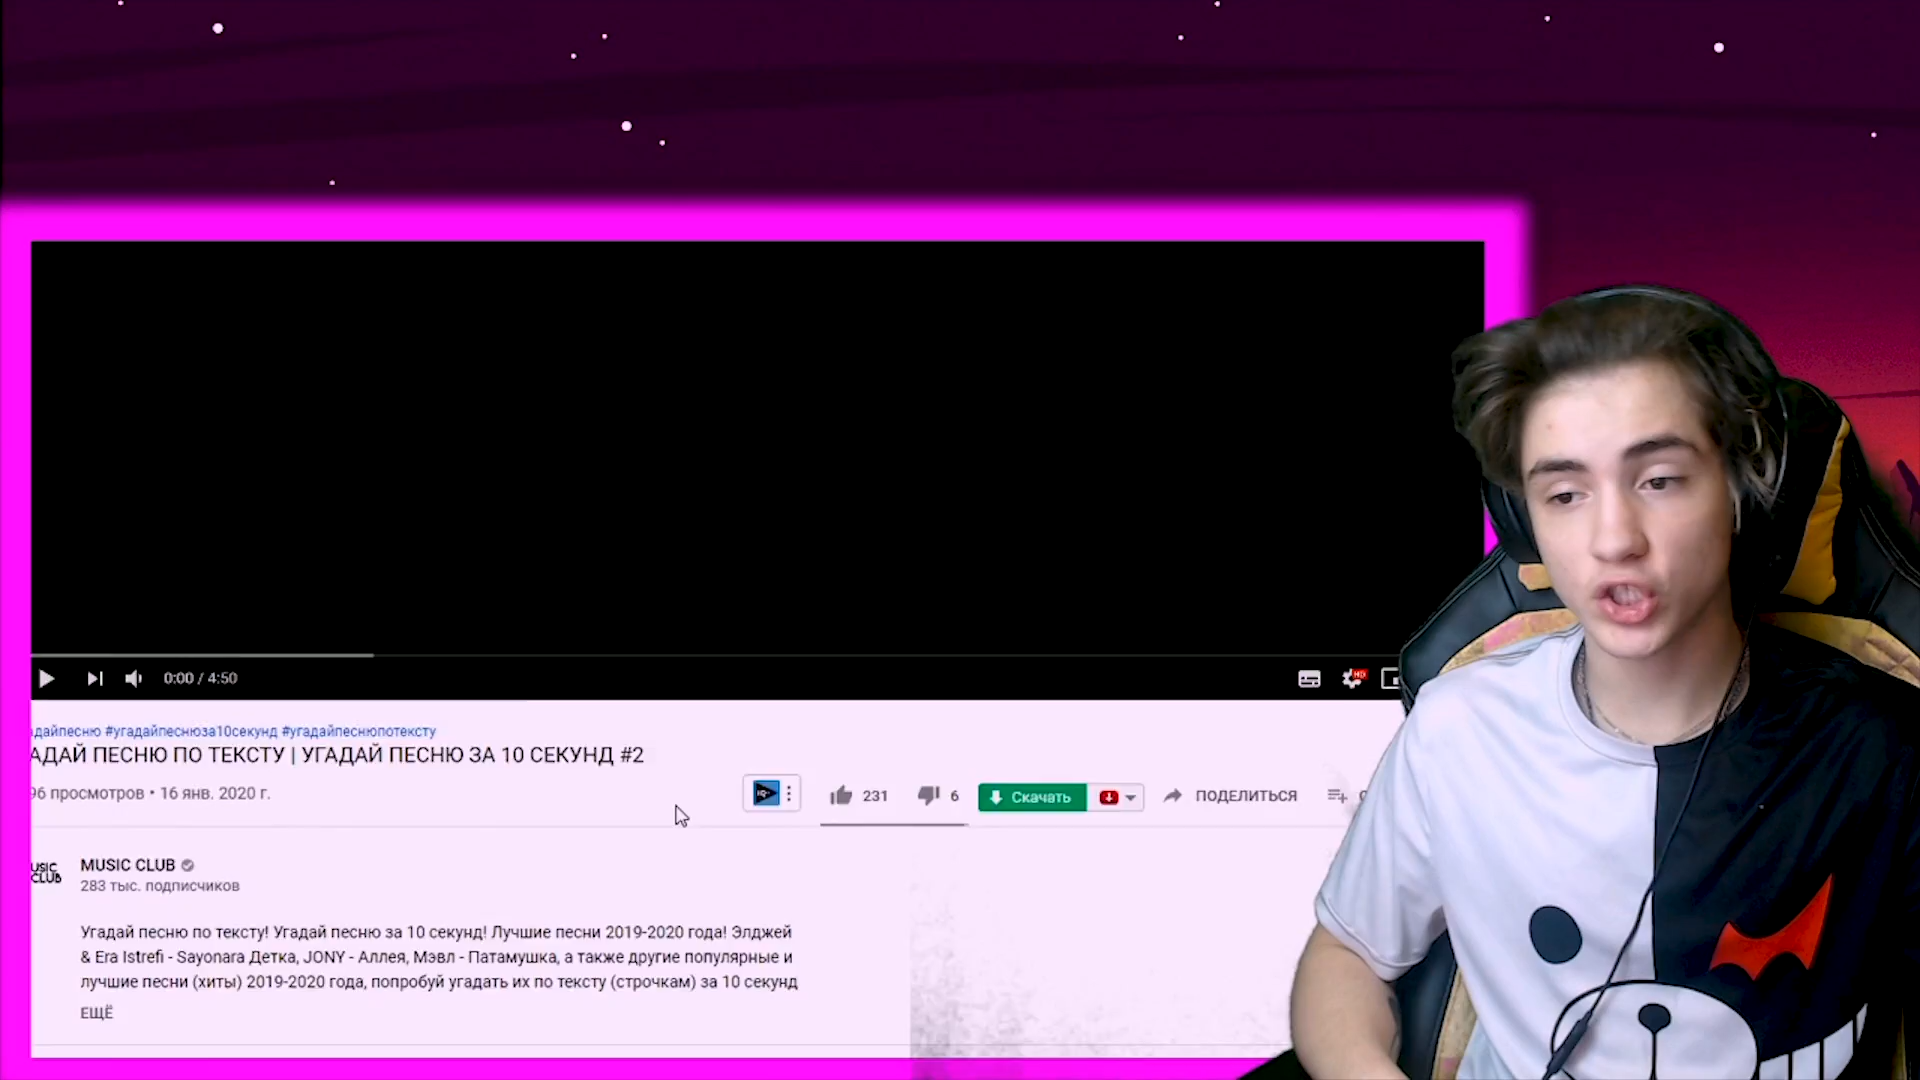 0:00 / 4:50
HD
#угадайпеснюза10секунд #угадайпеснюпотексту
АДАЙ ПЕСНЮ ПО ТЕКСТУ | УГАДАЙ ПЕСНЮ ЗА 10 СЕКУНД #2
96 просмотров • 16 янв. 2020 г.
231
6
Скачать
ПОДЕЛИТЬСЯ
MUSIC CLUB
283 тыс. подписчиков
Угадай песню по тексту! Угадай песню за 10 секунд! Лучшие песни 2019-2020 года! Элджей
& Era Istrefi - Sayonara Детка, JONY - Аллея, Мэвл - Патамушка, а также другие популярные и
лучшие песни (хиты) 2019-2020 года, попробуй угадать их по тексту (строчкам) за 10 секунд
ЕЩЁ